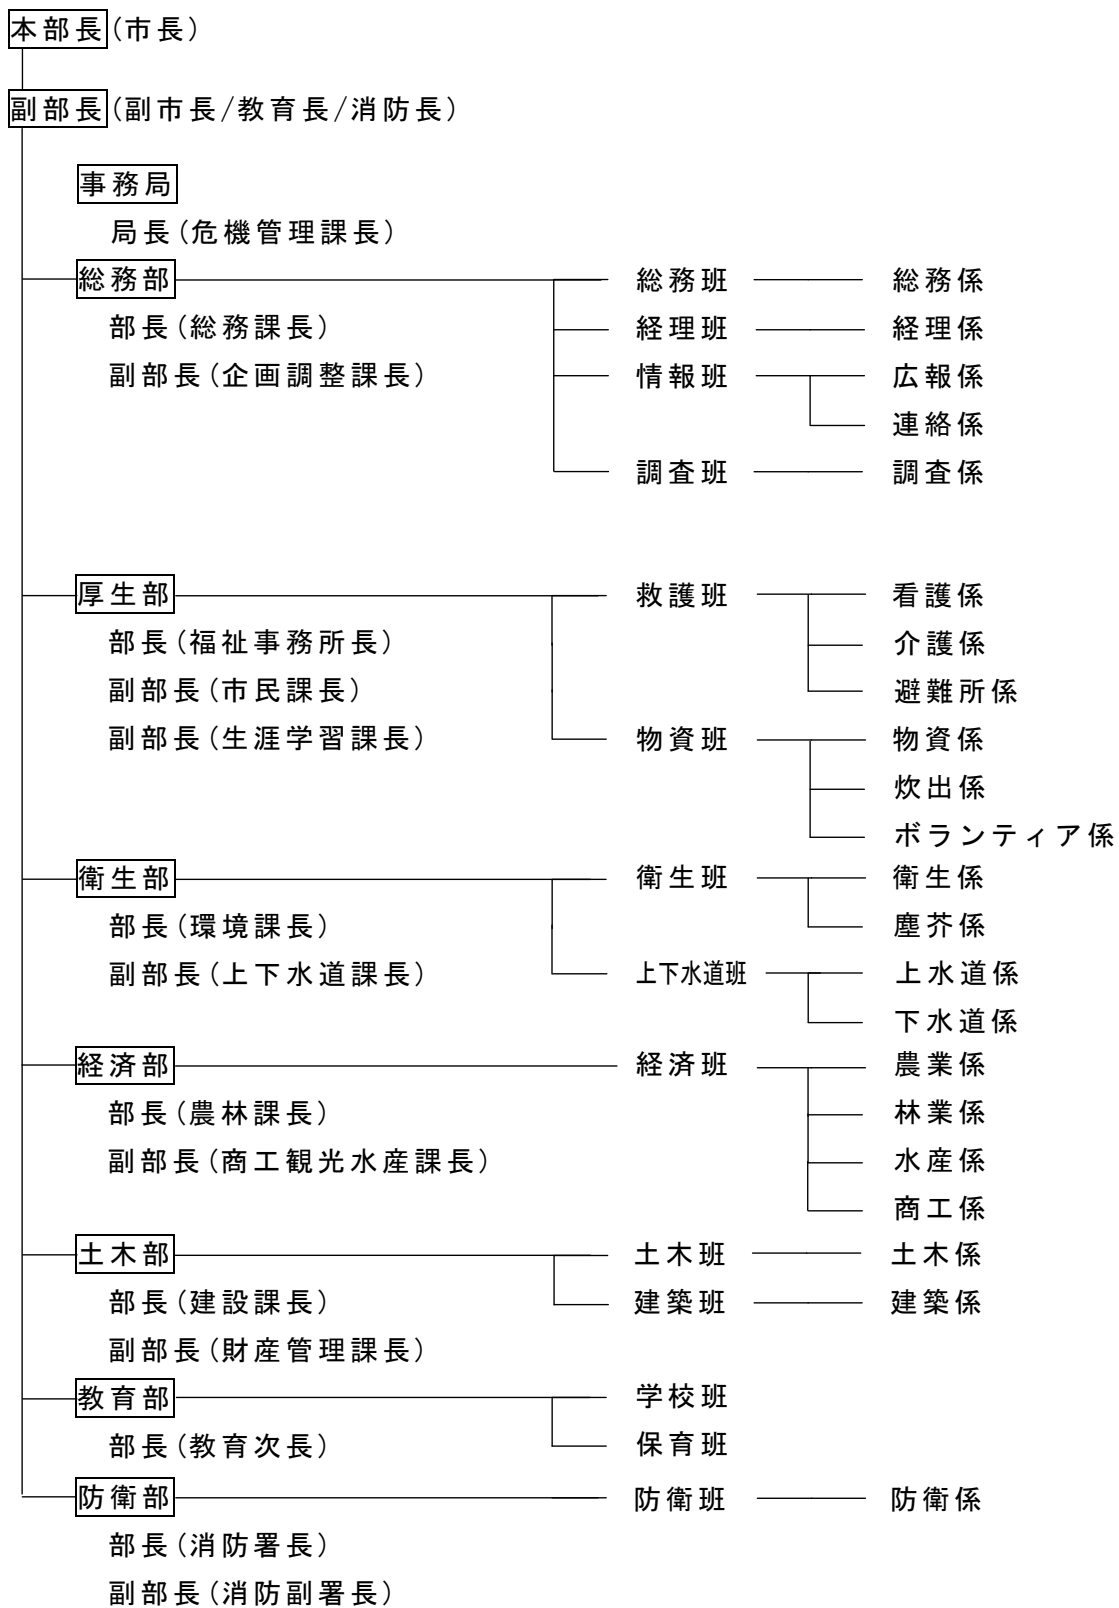 本部長(市長)
副部長(副市長/教育長/消防長)
事務局
局長(危機管理課長)
総務部 総務班 総務係
部長(総務課長) 経理班 経理係
副部長(企画調整課長) 情報班 広報係
連絡係
調査班 調査係
厚生部 救護班 看護係
部長(福祉事務所長) 介護係
副部長(市民課長) 避難所係
副部長(生涯学習課長) 物資班 物資係
炊出係
ボランティア係
衛生部 衛生班 衛生係
部長(環境課長) 塵芥係
副部長(上下水道課長) 上下水道班 上水道係
下水道係
経済部 経済班 農業係
部長(農林課長) 林業係
副部長(商工観光水産課長) 水産係
商工係
土木部 土木班 土木係
部長(建設課長) 建築班 建築係
副部長(財産管理課長)
教育部 学校班
部長(教育次長) 保育班
防衛部 防衛班 防衛係
部長(消防署長)
副部長(消防副署長)